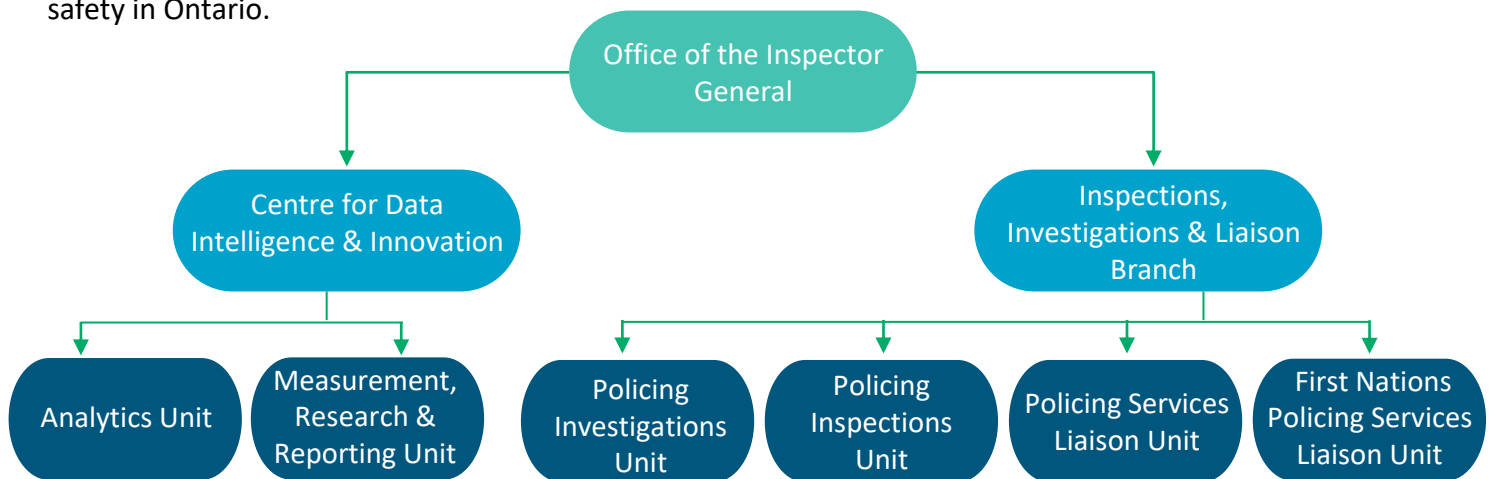 safety in Ontario.
Office of the Inspector
General
Centre for Data
Intelligence & Innovation
Inspections,
Investigations & Liaison
Branch
Analytics Unit
Measurement,
Research &
Reporting Unit
Policing
Investigations
Unit
Policing
Inspections
Unit
Policing Services
Liaison Unit
First Nations
Policing Services
Liaison Unit